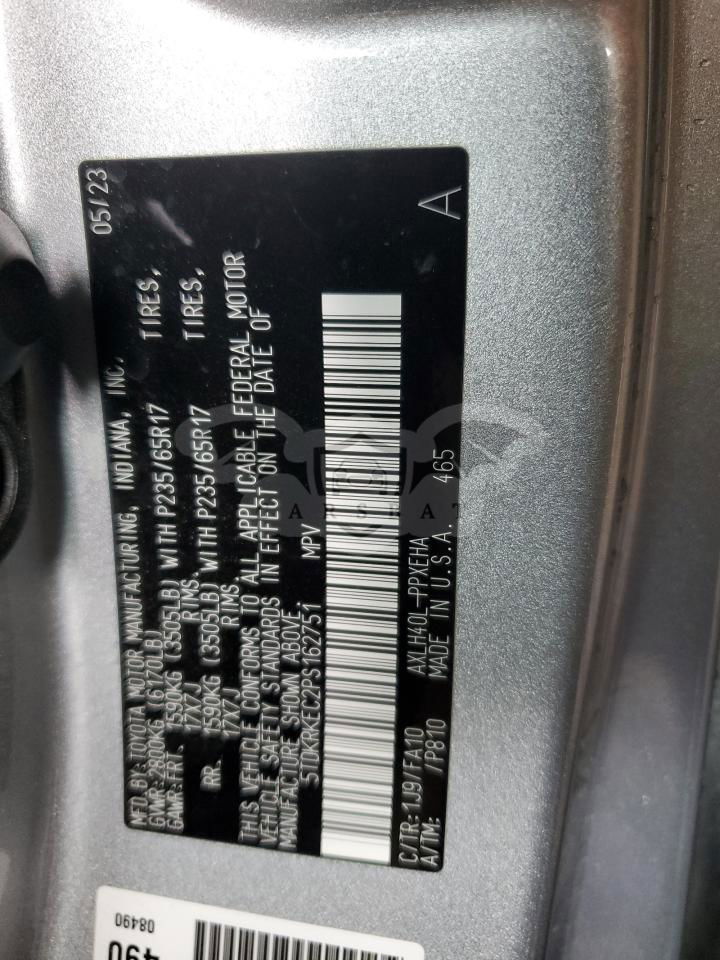 MFD.BY:TOYOTA MOTOR MANUFACTURING, INDIANA, INC. 05/23
GVWR:2800KG (6170LB)
GAWR:FRT. 1590KG (3505LB) WITH P235/65R17 TIRES,
17X7J RIMS.
RR. 1590KG (3505LB) WITH P235/65R17 TIRES,
17X7J RIMS.
THIS VEHICLE CONFORMS TO ALL APPLICABLE FEDERAL MOTOR
VEHICLE SAFETY STANDARDS IN EFFECT ON THE DATE OF
MANUFACTURE SHOWN ABOVE.
5TDKRKEC2PS162751 MPV
C/TR:1J9/FA10 AXLH40L-PPXEHA A
A/TM: /P810 MADE IN U.S.A. 465
08490
490